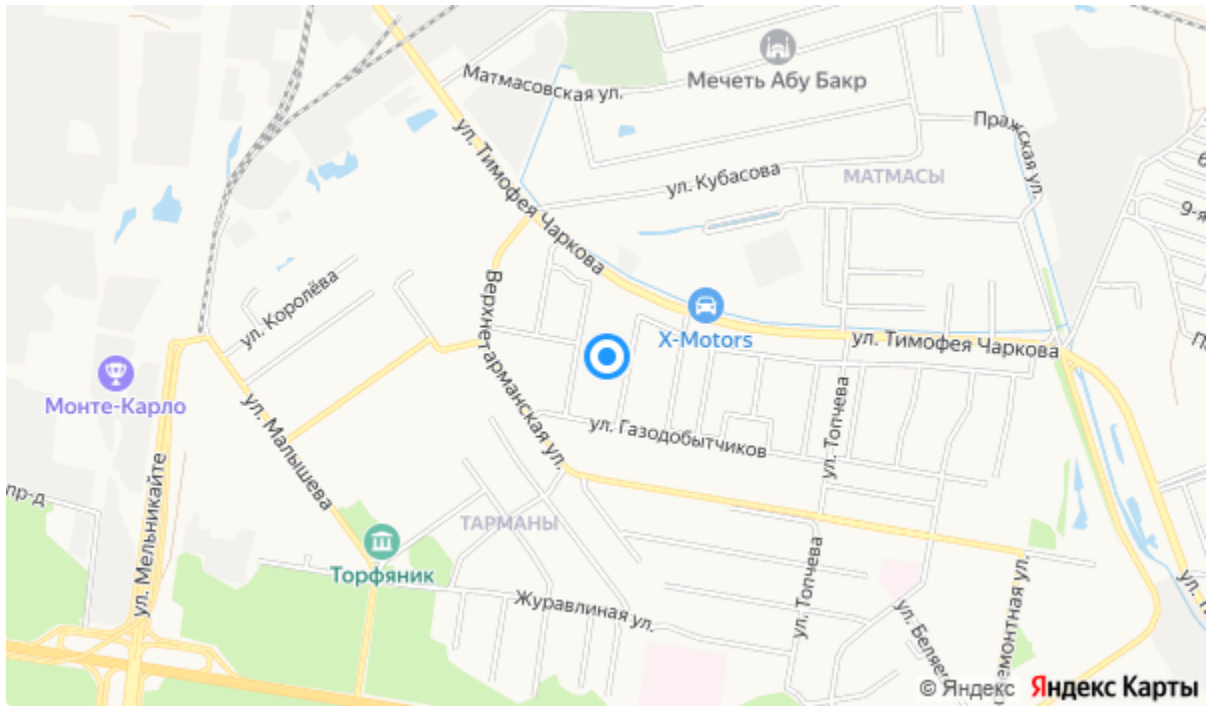 Матмасовская ул.
Мечеть Абу Бакр
Пражская ул.
ул. Тимофея Чаркова
ул. Кубасова
МАТМАСЫ
9-я
ул. Королёва
Верхнетарманская ул.
X-Motors
ул. Тимофея Чаркова
Монте-Карло
ул. Малышева
ул. Газодобытчиков
ул. Топчева
пр-д
ТАРМАНЫ
ул. Мельникайте
Торфяник
ул. Топчева
Журавлиная ул.
ул. Беляе
емонтная ул.
© Яндекс Яндекс Карты